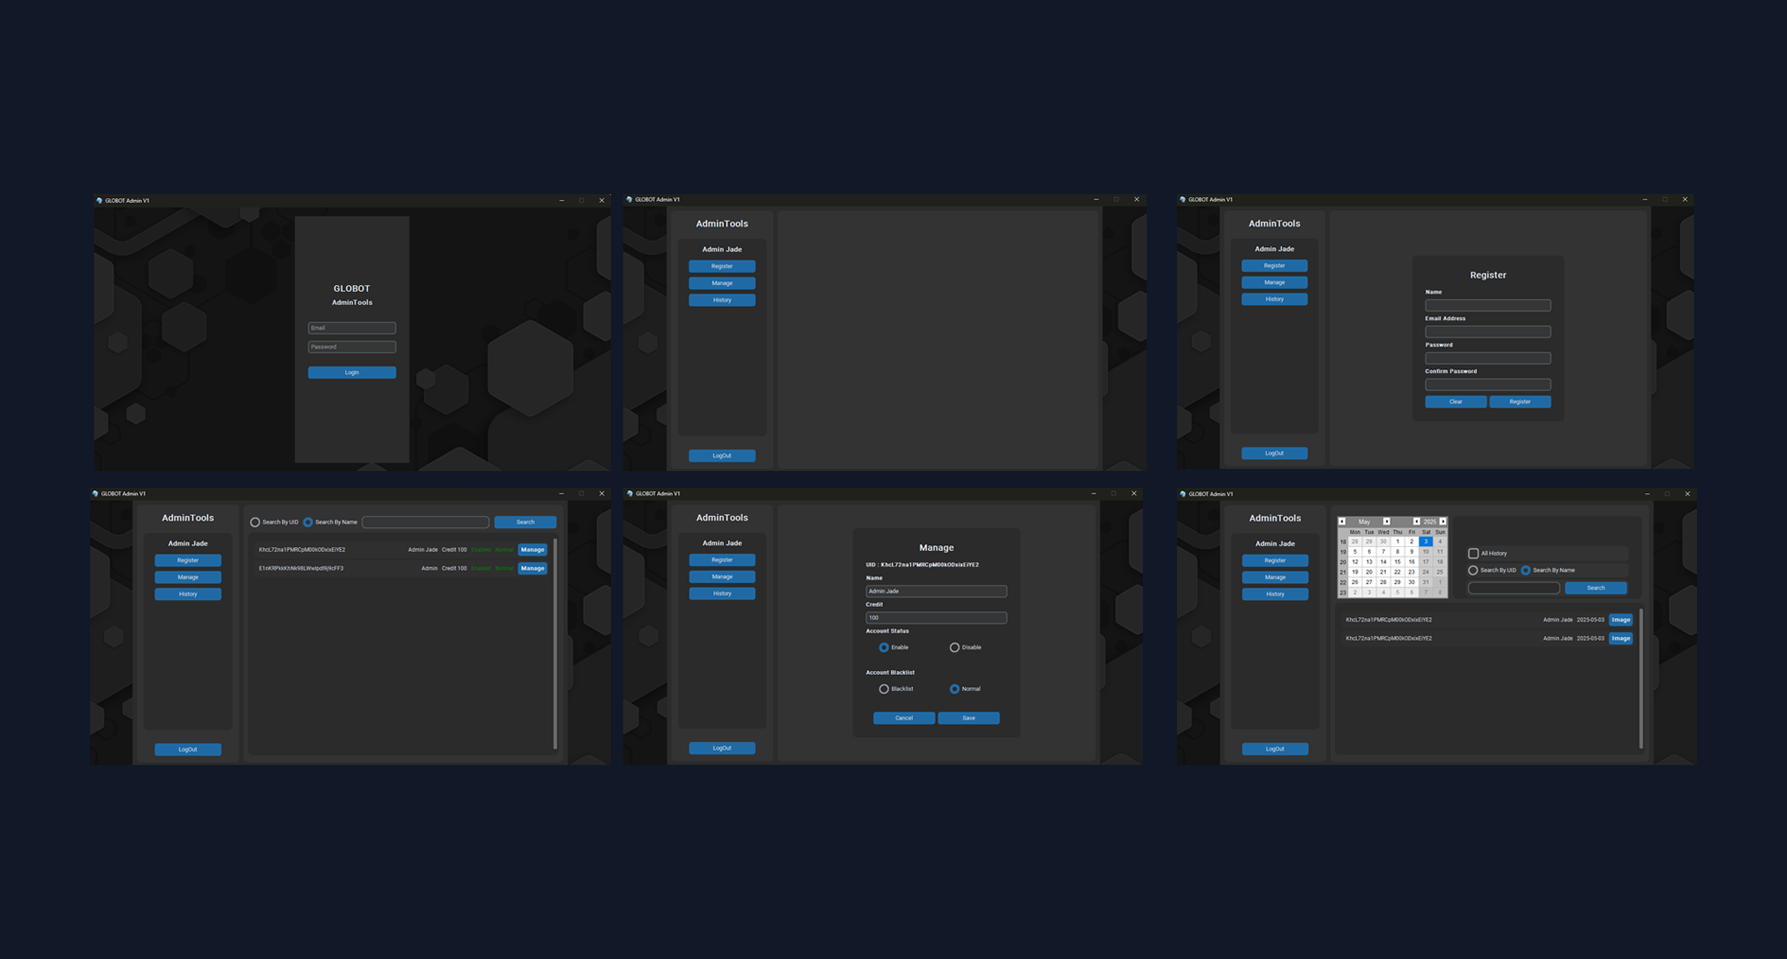 GLOBOT Admin V1
GLOBOT
AdminTools
Email
Password
Login
GLOBOT Admin V1
AdminTools
Admin Jade
Register
Manage
History
LogOut
GLOBOT Admin V1
AdminTools
Admin Jade
Register
Manage
History
LogOut
Register
Name
Email Address
Password
Confirm Password
Clear Register
GLOBOT Admin V1
AdminTools
Admin Jade
Register
Manage
History
LogOut
Search By UID Search By Name Search
Admin Jade Credit 100 Enabled Normal Manage
Admin Credit 100 Enabled Normal Manage
GLOBOT Admin V1
AdminTools
Admin Jade
Register
Manage
History
LogOut
Manage
UID :
Name
Admin Jade
Credit
100
Account Status
Enable Disable
Account Blacklist
Blacklist Normal
Cancel Save
GLOBOT Admin V1
AdminTools
Admin Jade
Register
Manage
History
LogOut
May 2025
Mon Tue Wed Thu Fri Sat Sun
18 28 29 30 1 2 3 4
19 5 6 7 8 9 10 11
20 12 13 14 15 16 17 18
21 19 20 21 22 23 24 25
22 26 27 28 29 30 31 1
23 2 3 4 5 6 7 8
All History
Search By UID Search By Name
Search
Admin Jade 2025-05-03 Image
Admin Jade 2025-05-03 Image